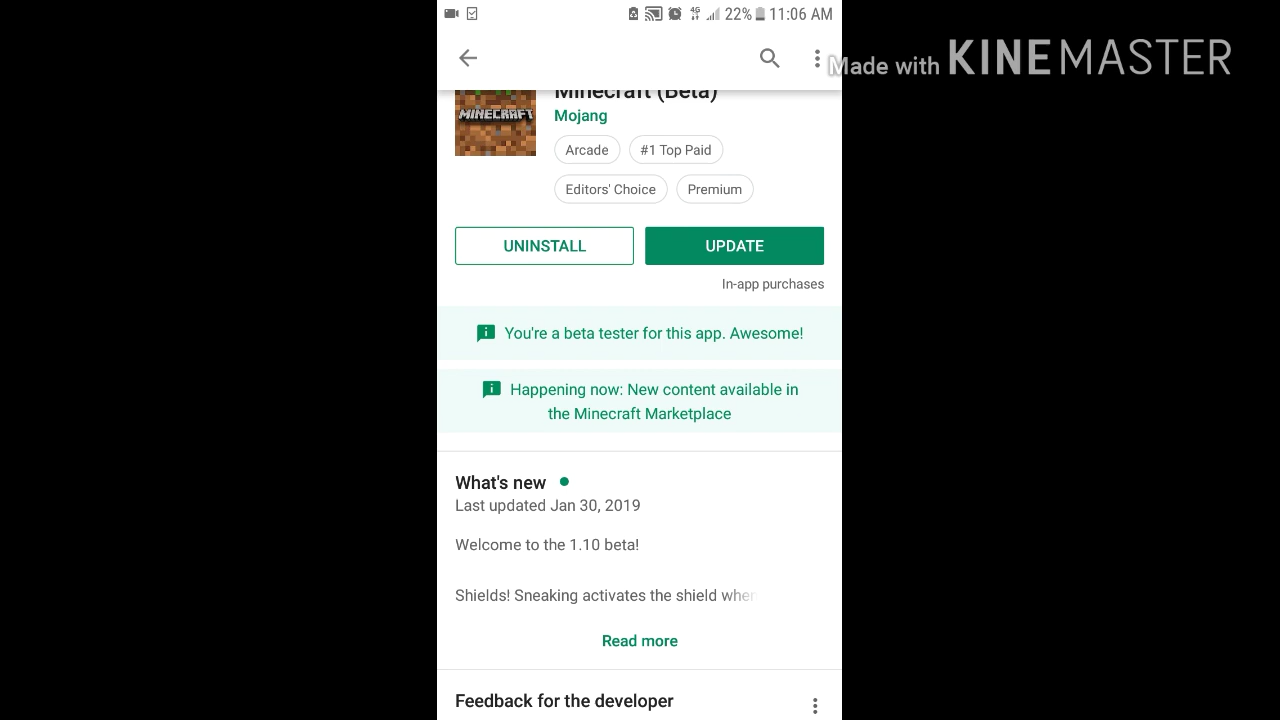 4G 22% 11:06 AM
Made with KINEMASTER
Minecraft (Beta)
MINECRAFT
Mojang
Arcade
#1 Top Paid
Editors' Choice
Premium
UNINSTALL
UPDATE
In-app purchases
You're a beta tester for this app. Awesome!
Happening now: New content available in
the Minecraft Marketplace
What's new
Last updated Jan 30, 2019
Welcome to the 1.10 beta!
Shields! Sneaking activates the shield when
Read more
Feedback for the developer